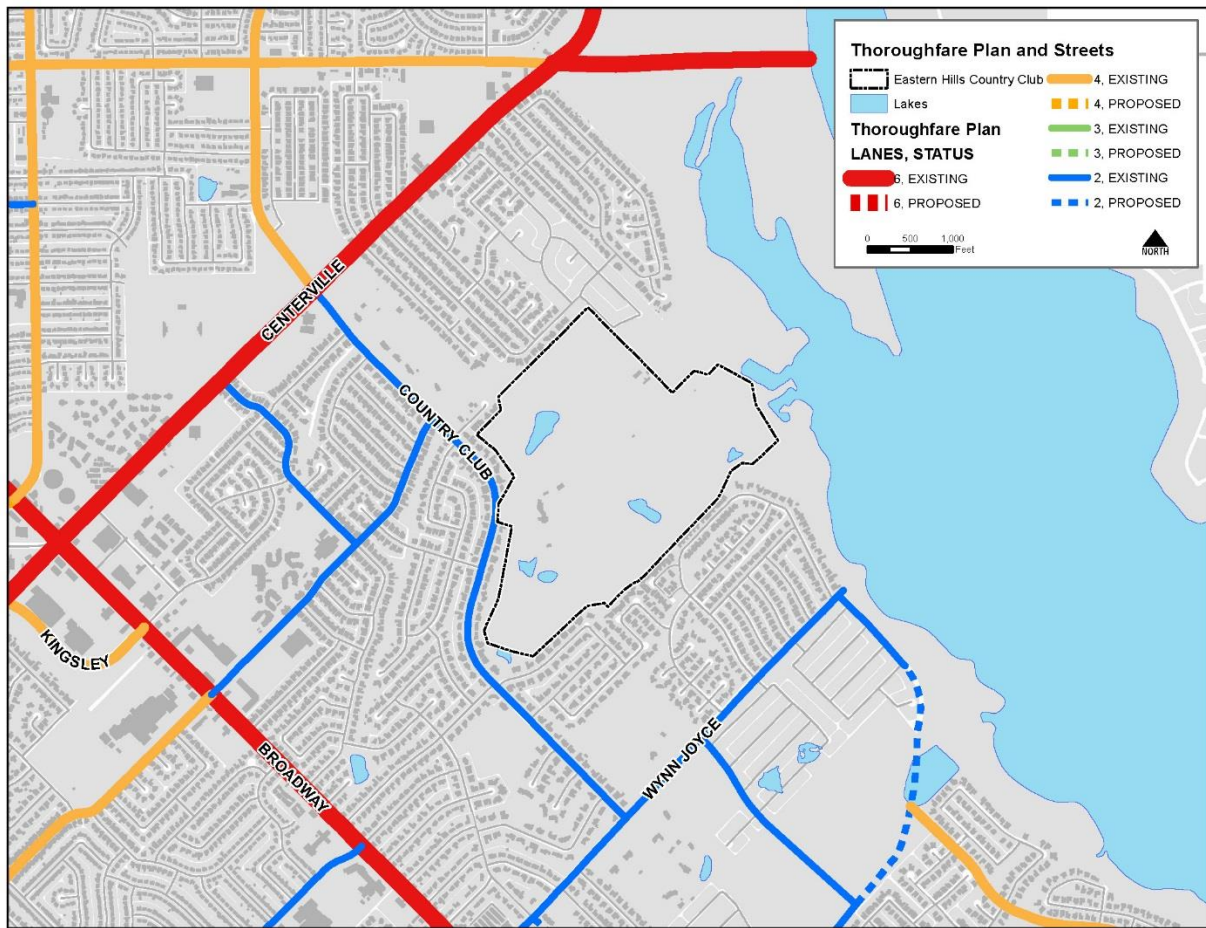 Thoroughfare Plan and Streets
Eastern Hills Country Club
Lakes
Thoroughfare Plan
LANES, STATUS
6, EXISTING
6, PROPOSED
4, EXISTING
4, PROPOSED
3, EXISTING
3, PROPOSED
2, EXISTING
2, PROPOSED
0 500 1,000
Feet
NORTH
CENTERVILLE
COUNTRY CLUB
KINGSLEY
BROADWAY
WYNN JOYCE